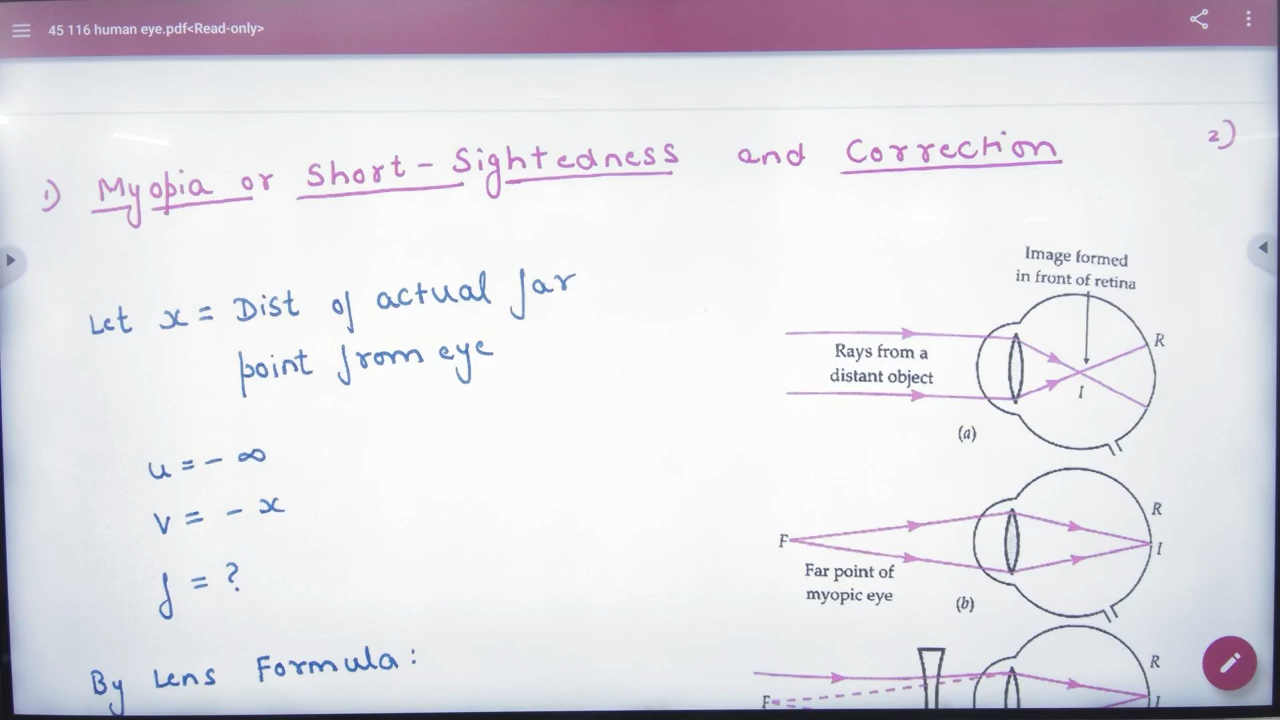 45 116 human eye.pdf<Read-only>
1) Myopia or Short-Sightedness and Correction
2)
Let x = Dist of actual far
point from eye
u = - ∞
v = - x
f = ?
By Lens Formula:
Image formed
in front of retina
R
Rays from a
distant object
I
(a)
R
F
I
Far point of
myopic eye
(b)
R
F
I